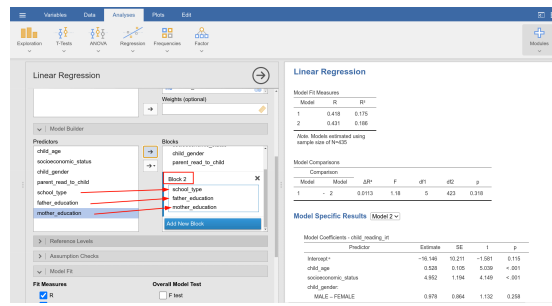 Variables Data Analyses Plots Edit
Exploration T-Tests ANOVA Regression Frequencies Factor Modules
Linear Regression
Weights (optional)
Model Builder
Predictors
child_age
socioeconomic_status
child_gender
parent_read_to_child
school_type
father_education
mother_education
Blocks
child_gender
parent_read_to_child
Block 2
school_type
father_education
mother_education
Add New Block
Reference Levels
Assumption Checks
Model Fit
Fit Measures
Overall Model Test
R
F test
Linear Regression
Model Fit Measures
Model R R²
1 0.418 0.175
2 0.431 0.186
Note. Models estimated using
sample size of N=435
Model Comparisons
Comparison
Model Model ΔR² F df1 df2 p
1 - 2 0.0113 1.18 5 423 0.318
Model Specific Results Model 2
Model Coefficients - child_reading_irt
Predictor Estimate SE t p
Intercept ᵃ -16.146 10.211 -1.581 0.115
child_age 0.528 0.105 5.039 < .001
socioeconomic_status 4.952 1.194 4.149 < .001
child_gender:
MALE – FEMALE 0.978 0.864 1.132 0.258